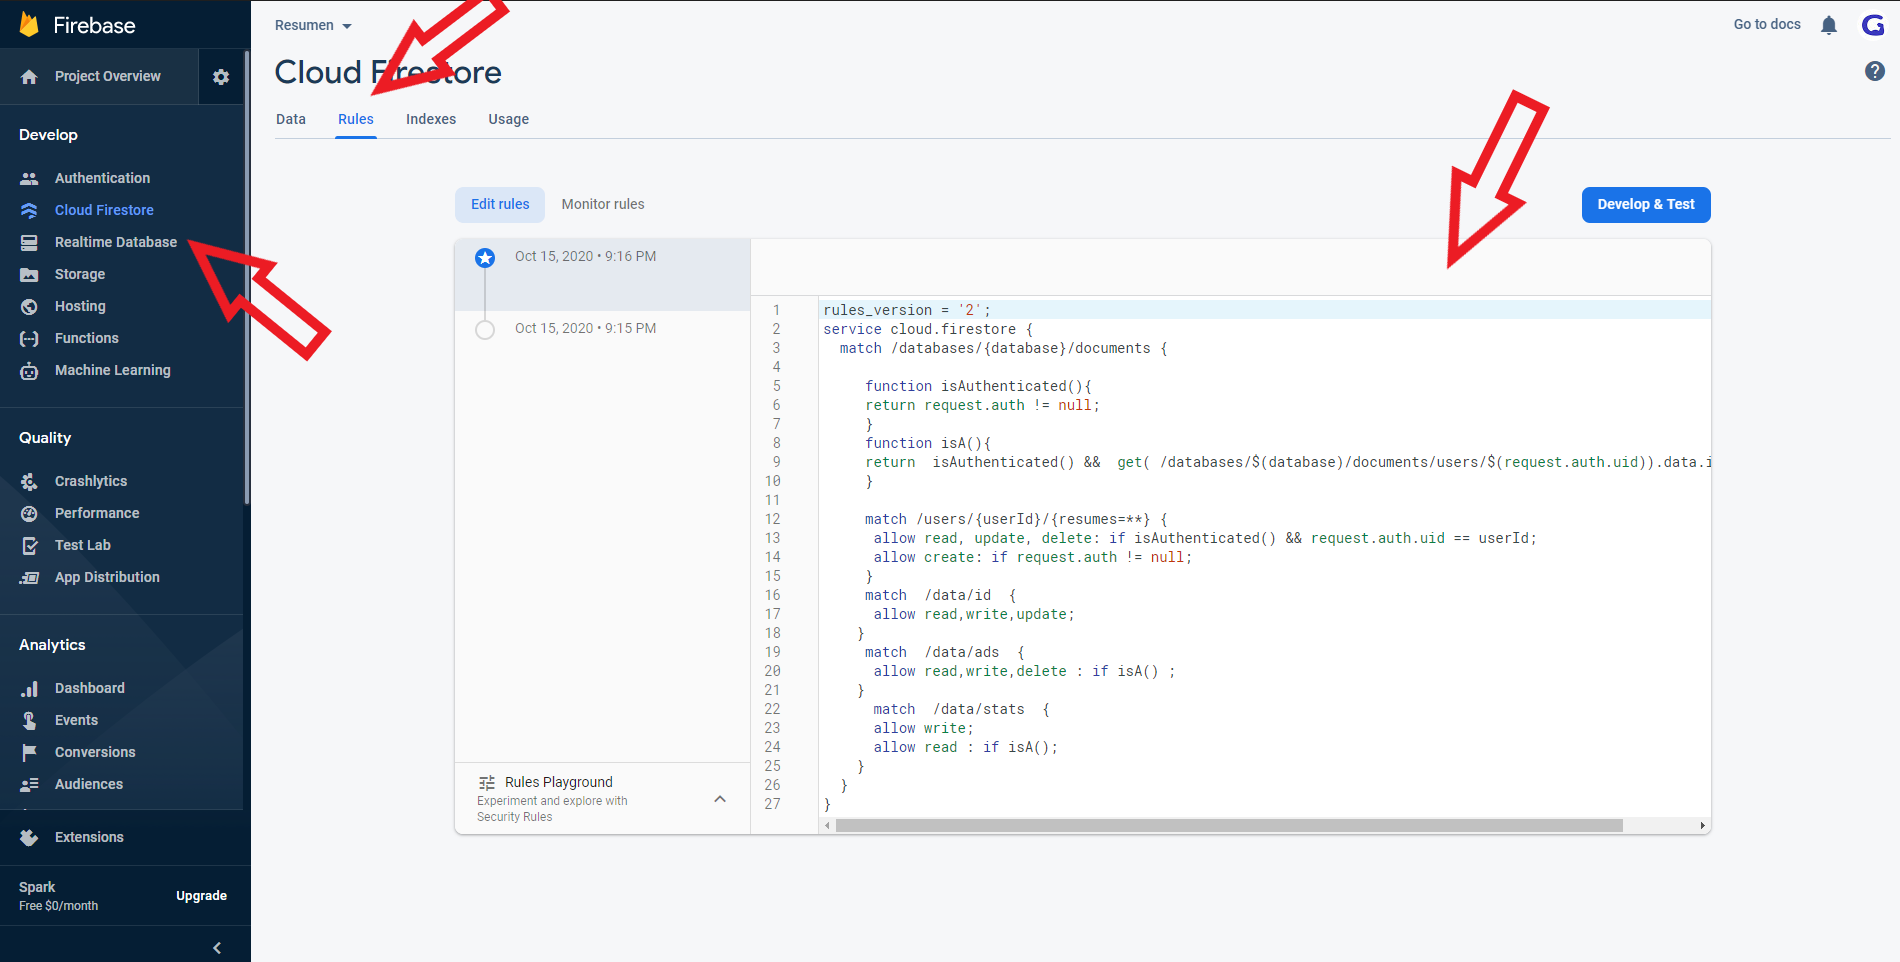 Firebase
Project Overview
Develop
Authentication
Cloud Firestore
Realtime Database
Storage
Hosting
Functions
Machine Learning
Quality
Crashlytics
Performance
Test Lab
App Distribution
Analytics
Dashboard
Events
Conversions
Audiences
Extensions
Spark
Free $0/month
Upgrade
Resumen
Go to docs
G
?
Cloud Firestore
Data Rules Indexes Usage
Edit rules Monitor rules
Develop & Test
Oct 15, 2020 • 9:16 PM
Oct 15, 2020 • 9:15 PM
Rules Playground
Experiment and explore with
Security Rules
1 rules_version = '2';
2 service cloud.firestore {
3 match /databases/{database}/documents {
4
5 function isAuthenticated(){
6 return request.auth != null;
7 }
8 function isA(){
9 return isAuthenticated() && get( /databases/$(database)/documents/users/$(request.auth.uid)).data.i
10 }
11
12 match /users/{userId}/{resumes=**} {
13 allow read, update, delete: if isAuthenticated() && request.auth.uid == userId;
14 allow create: if request.auth != null;
15 }
16 match /data/id {
17 allow read,write,update;
18 }
19 match /data/ads {
20 allow read,write,delete : if isA() ;
21 }
22 match /data/stats {
23 allow write;
24 allow read : if isA();
25 }
26 }
27 }